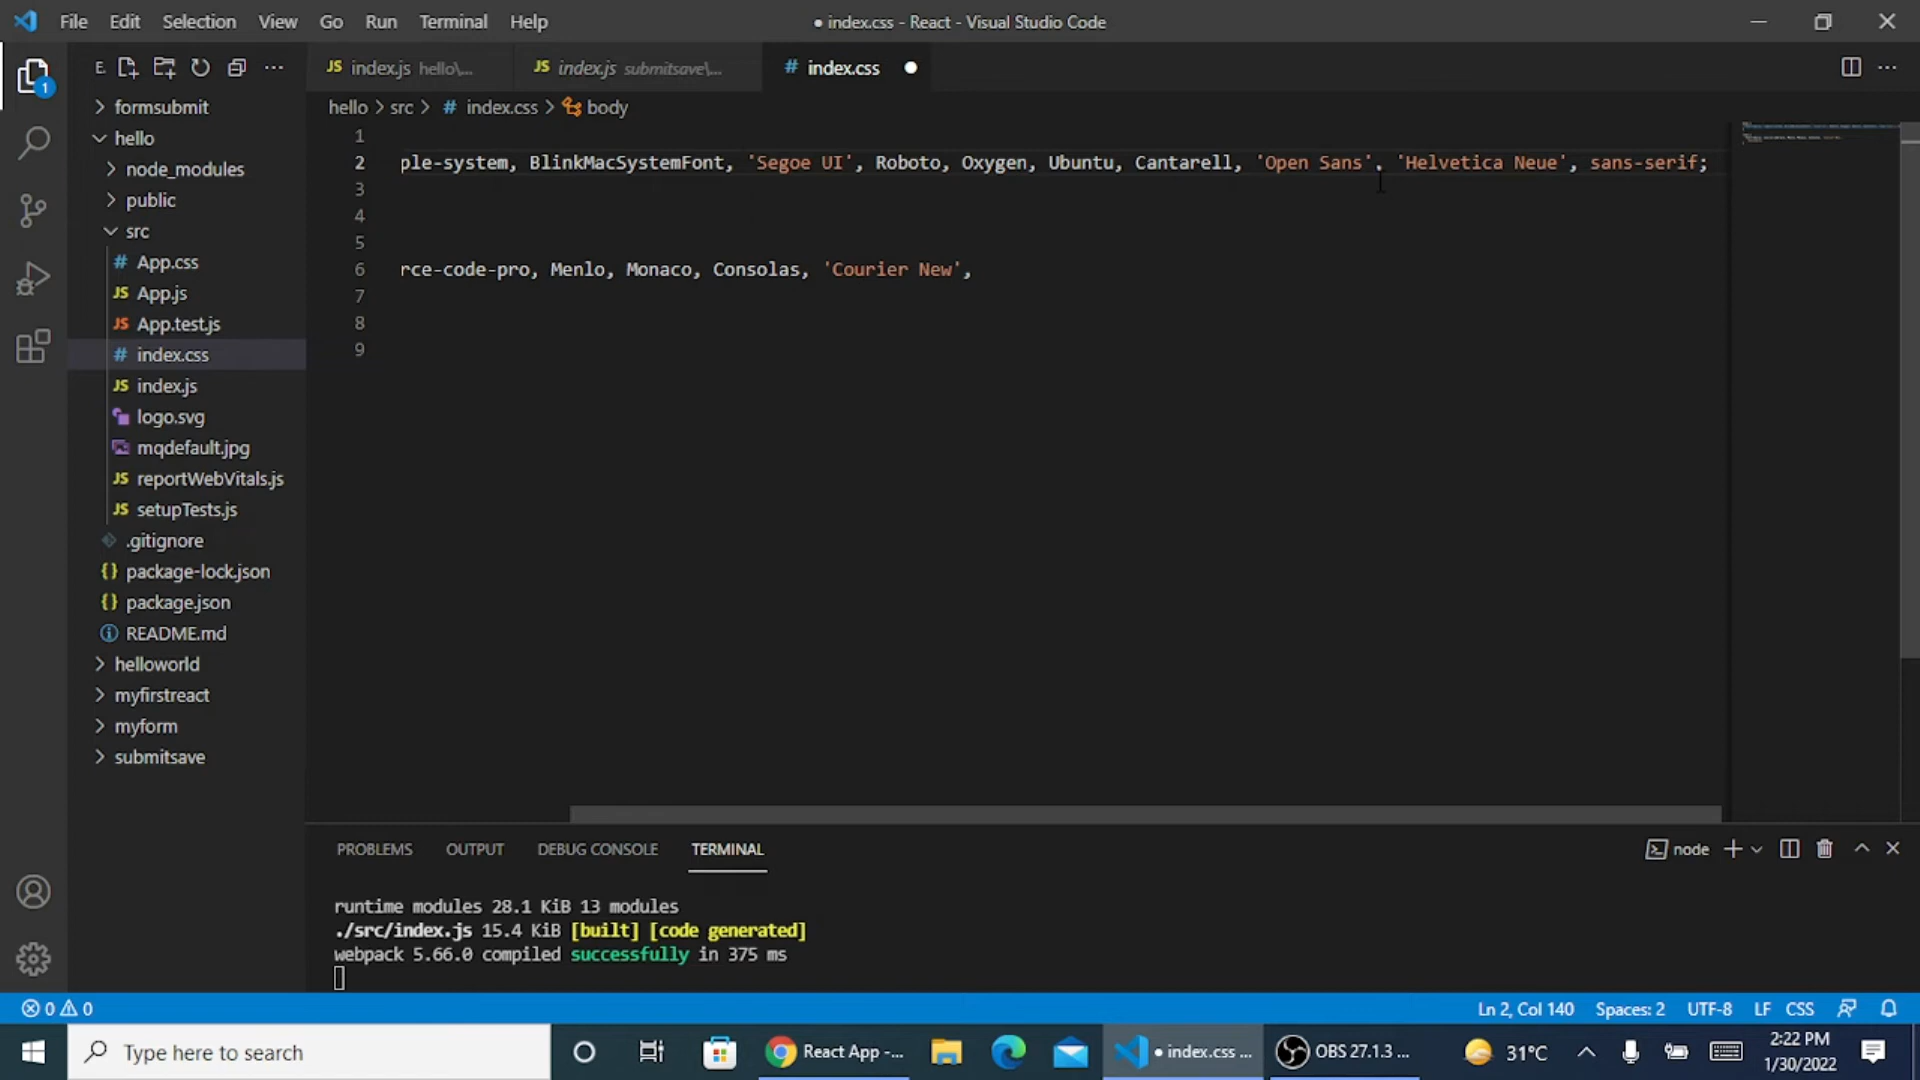 File Edit Selection View Go Run Terminal Help
● index.css - React - Visual Studio Code
E.
JS index.js hello\...
JS index.js submitsave\...
# index.css ●
hello > src > # index.css > body
1
formsubmit
hello
node_modules
public
src
# App.css
JS App.js
JS App.test.js
# index.css
JS index.js
logo.svg
mqdefault.jpg
JS reportWebVitals.js
JS setupTests.js
.gitignore
{} package-lock.json
{} package.json
README.md
helloworld
myfirstreact
myform
submitsave
1
2 ple-system, BlinkMacSystemFont, 'Segoe UI', Roboto, Oxygen, Ubuntu, Cantarell, 'Open Sans', 'Helvetica Neue', sans-serif;
3
4
5
6 rce-code-pro, Menlo, Monaco, Consolas, 'Courier New',
7
8
9
PROBLEMS OUTPUT DEBUG CONSOLE TERMINAL
node
runtime modules 28.1 KiB 13 modules
./src/index.js 15.4 KiB [built] [code generated]
webpack 5.66.0 compiled successfully in 375 ms
0 0
Ln 2, Col 140 Spaces: 2 UTF-8 LF CSS
Type here to search
React App -...
● index.css ...
OBS 27.1.3 ...
31°C
2:22 PM
1/30/2022